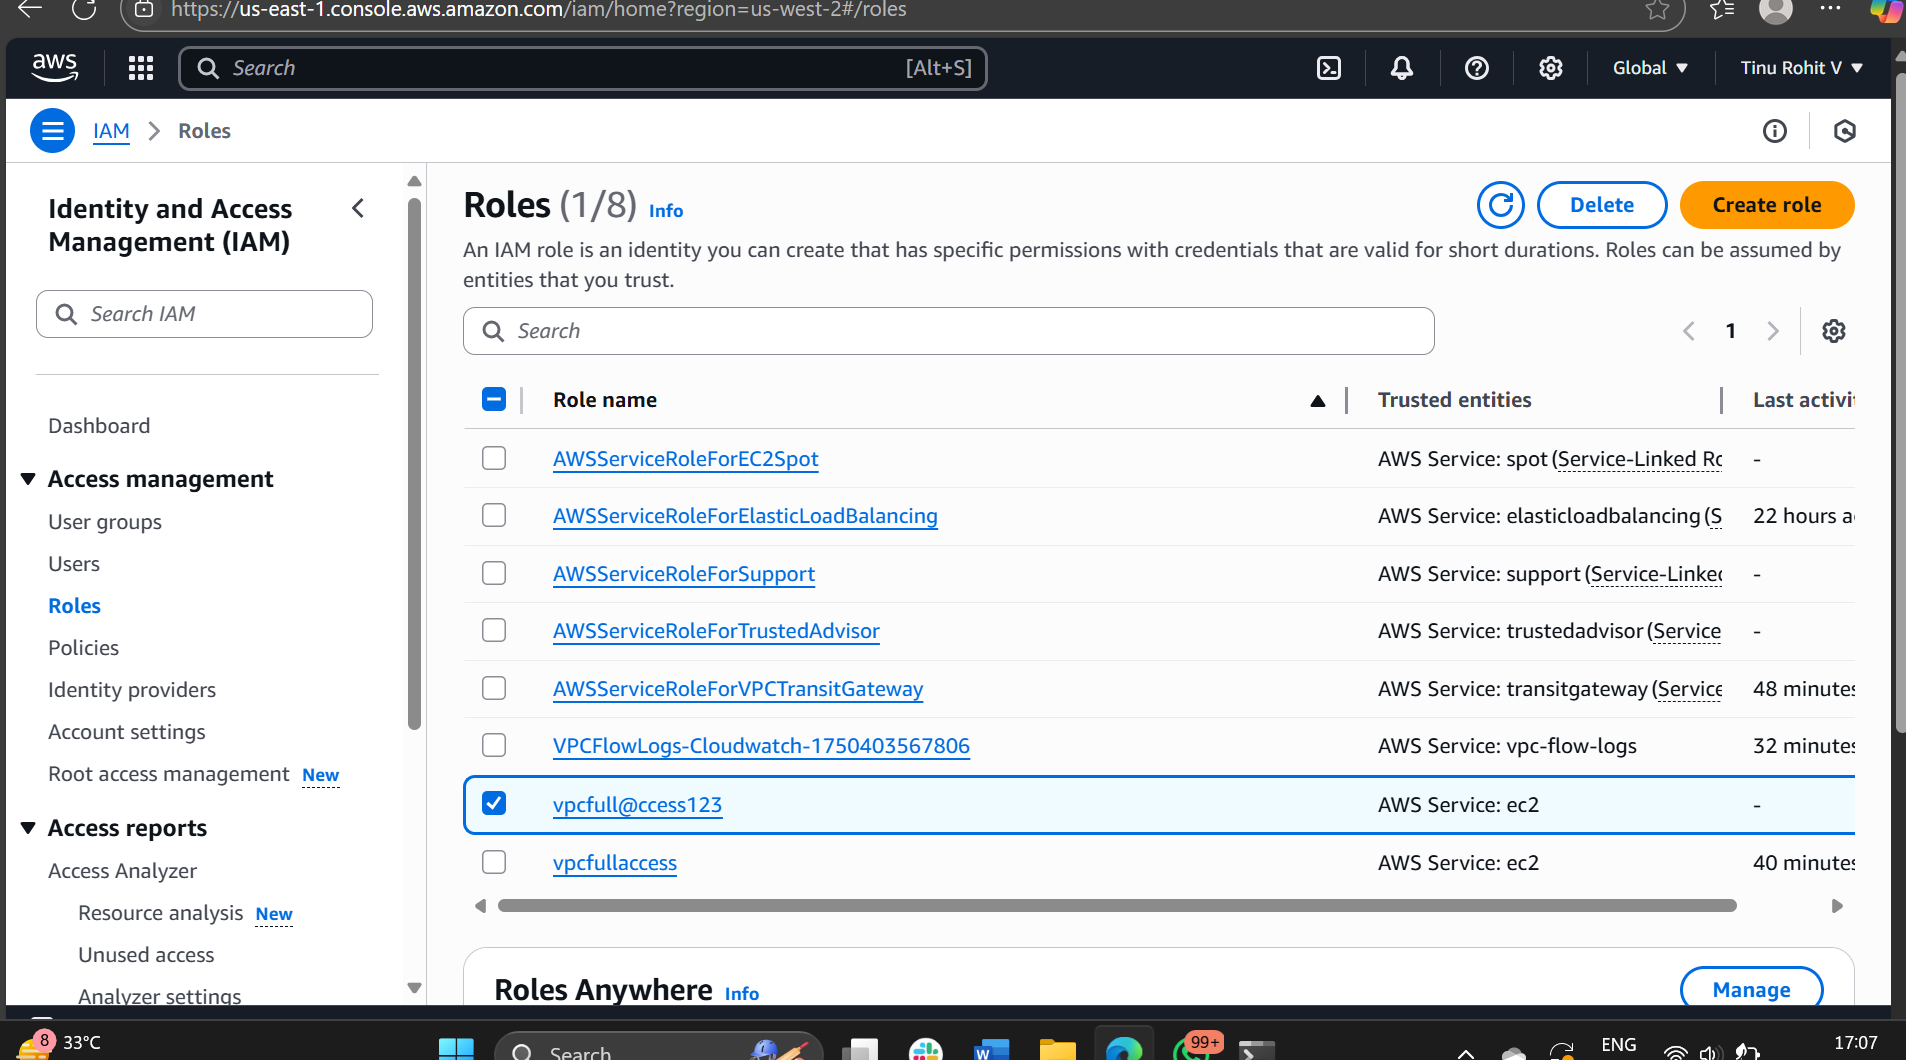 https://us-east-1.console.aws.amazon.com/iam/home?region=us-west-2#/roles
aws
Search
[Alt+S]
Global
Tinu Rohit V
IAM
Roles
Identity and Access
Management (IAM)
Search IAM
Dashboard
Access management
User groups
Users
Roles
Policies
Identity providers
Account settings
Root access management New
Access reports
Access Analyzer
Resource analysis New
Unused access
Analyzer settings
Roles (1/8) Info
Delete
Create role
An IAM role is an identity you can create that has specific permissions with credentials that are valid for short durations. Roles can be assumed by
entities that you trust.
Search
1
Role name Trusted entities Last activit
AWSServiceRoleForEC2Spot AWS Service: spot (Service-Linked Ro -
AWSServiceRoleForElasticLoadBalancing AWS Service: elasticloadbalancing (S 22 hours a
AWSServiceRoleForSupport AWS Service: support (Service-Linked -
AWSServiceRoleForTrustedAdvisor AWS Service: trustedadvisor (Service -
AWSServiceRoleForVPCTransitGateway AWS Service: transitgateway (Service 48 minutes
VPCFlowLogs-Cloudwatch-1750403567806 AWS Service: vpc-flow-logs 32 minutes
vpcfull@ccess123 AWS Service: ec2 -
vpcfullaccess AWS Service: ec2 40 minutes
Roles Anywhere Info
Manage
8
33°C
Search
W
99+
ENG
17:07